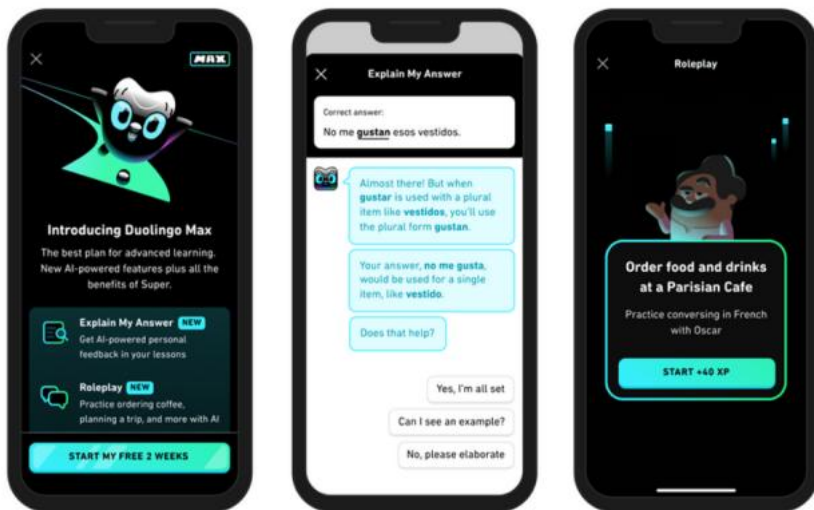 MAX
Introducing Duolingo Max
The best plan for advanced learning.
New AI-powered features plus all the
benefits of Super.
Explain My Answer NEW
Get AI-powered personal
feedback in your lessons
Roleplay NEW
Practice ordering coffee,
planning a trip, and more with AI
START MY FREE 2 WEEKS
Explain My Answer
Correct answer:
No me gustan esos vestidos.
Almost there! But when
gustar is used with a plural
item like vestidos, you'll use
the plural form gustan.
Your answer, no me gusta,
would be used for a single
item, like vestido.
Does that help?
Yes, I'm all set
Can I see an example?
No, please elaborate
Roleplay
Order food and drinks
at a Parisian Cafe
Practice conversing in French
with Oscar
START +40 XP